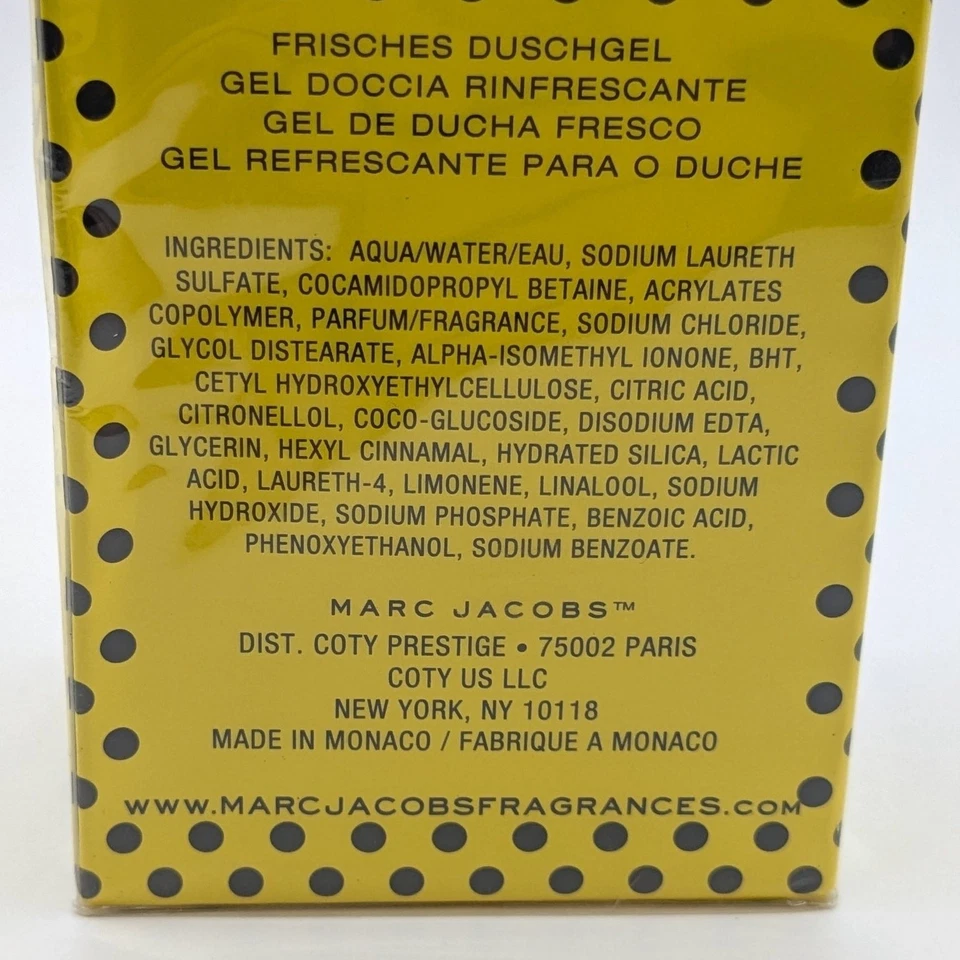 FRISCHES DUSCHGEL
GEL DOCCIA RINFRESCANTE
GEL DE DUCHA FRESCO
GEL REFRESCANTE PARA O DUCHE
INGREDIENTS: AQUA/WATER/EAU, SODIUM LAURETH
SULFATE, COCAMIDOPROPYL BETAINE, ACRYLATES
COPOLYMER, PARFUM/FRAGRANCE, SODIUM CHLORIDE,
GLYCOL DISTEARATE, ALPHA-ISOMETHYL IONONE, BHT,
CETYL HYDROXYETHYLCELLULOSE, CITRIC ACID,
CITRONELLOL, COCO-GLUCOSIDE, DISODIUM EDTA,
GLYCERIN, HEXYL CINNAMAL, HYDRATED SILICA, LACTIC
ACID, LAURETH-4, LIMONENE, LINALOOL, SODIUM
HYDROXIDE, SODIUM PHOSPHATE, BENZOIC ACID,
PHENOXYETHANOL, SODIUM BENZOATE.
MARC JACOBS™
DIST. COTY PRESTIGE • 75002 PARIS
COTY US LLC
NEW YORK, NY 10118
MADE IN MONACO / FABRIQUE A MONACO
WWW.MARCJACOBSFRAGRANCES.COM